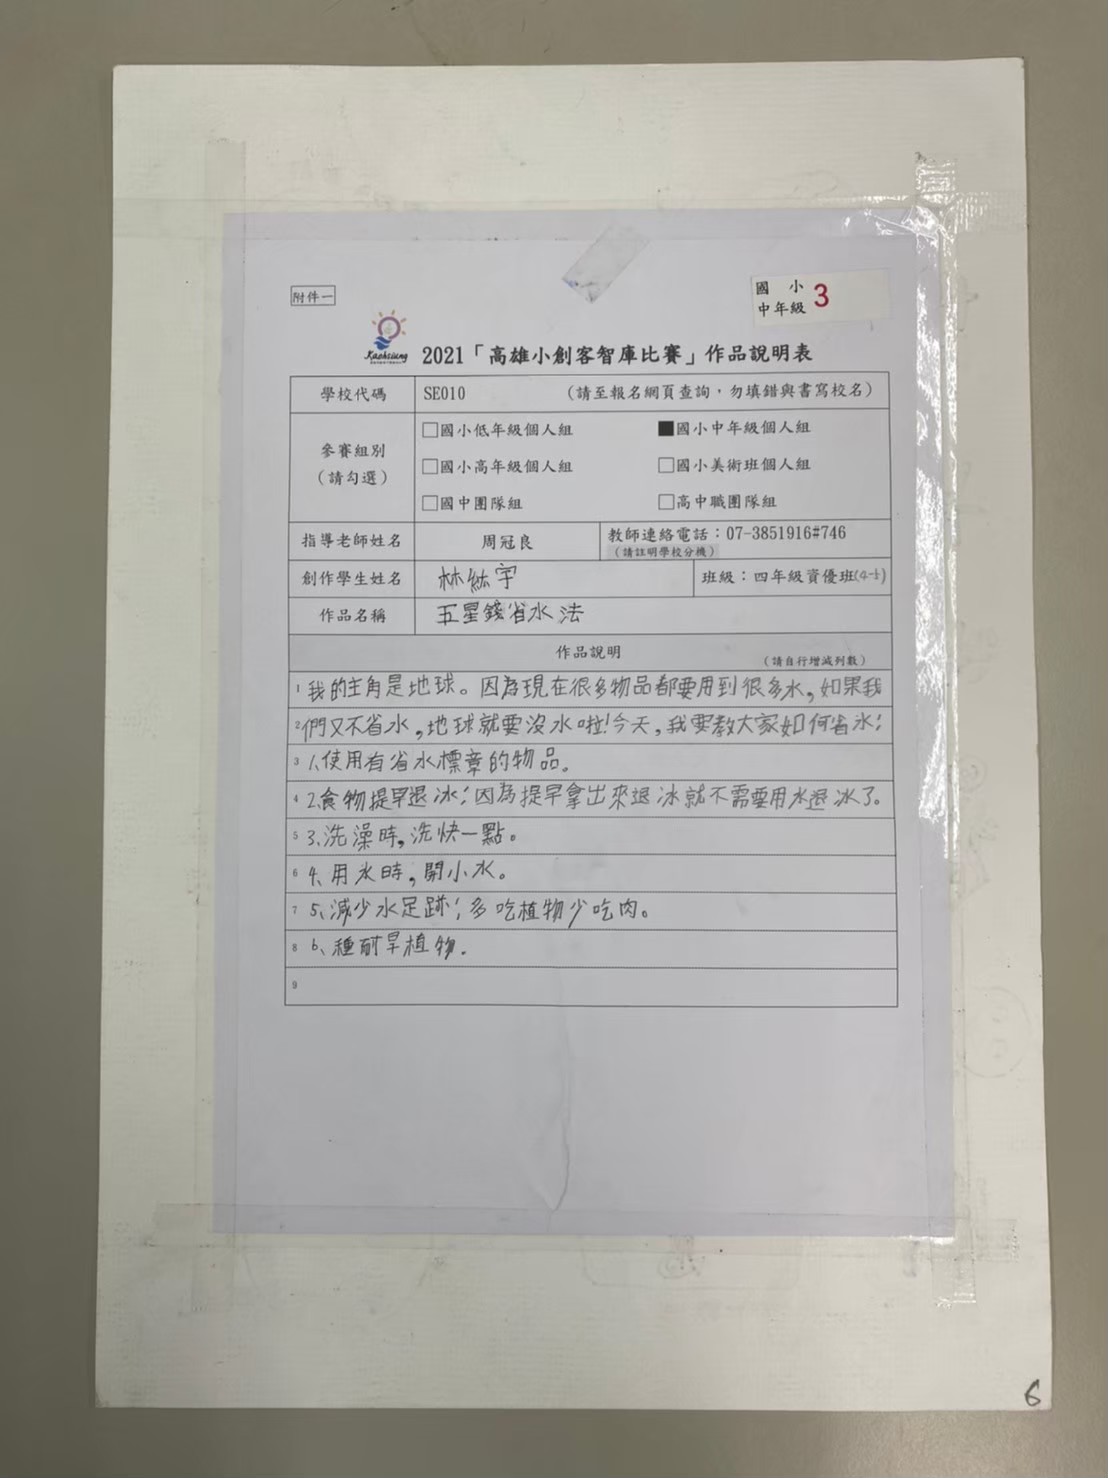 附件一
國 小
中年級 3
Kaohsiung
2021「高雄小創客智庫比賽」作品說明表
學校代碼 SE010 (請至報名網頁查詢,勿填錯與書寫校名)
參賽組別
(請勾選)
□國小低年級個人組 ■國小中年級個人組
□國小高年級個人組 □國小美術班個人組
□國中團隊組 □高中職團隊組
指導老師姓名 周冠良 教師連絡電話:07-3851916#746
(請註明學校分機)
創作學生姓名 林紘宇 班級:四年級資優班(4-5)
作品名稱 五星錢省水法
作品說明 (請自行增減列數)
1 我的主角是地球。因為現在很多物品都要用到很多水,如果我
2 們又不省水,地球就要沒水啦!今天,我要教大家如何省水:
3 1.使用有省水標章的物品。
4 2.食物提早退冰:因為提早拿出來退冰就不需要用水退冰了。
5 3.洗澡時,洗快一點。
6 4、用水時,開小水。
7 5、減少水足跡:多吃植物少吃肉。
8 6、種耐旱植物。
9
6